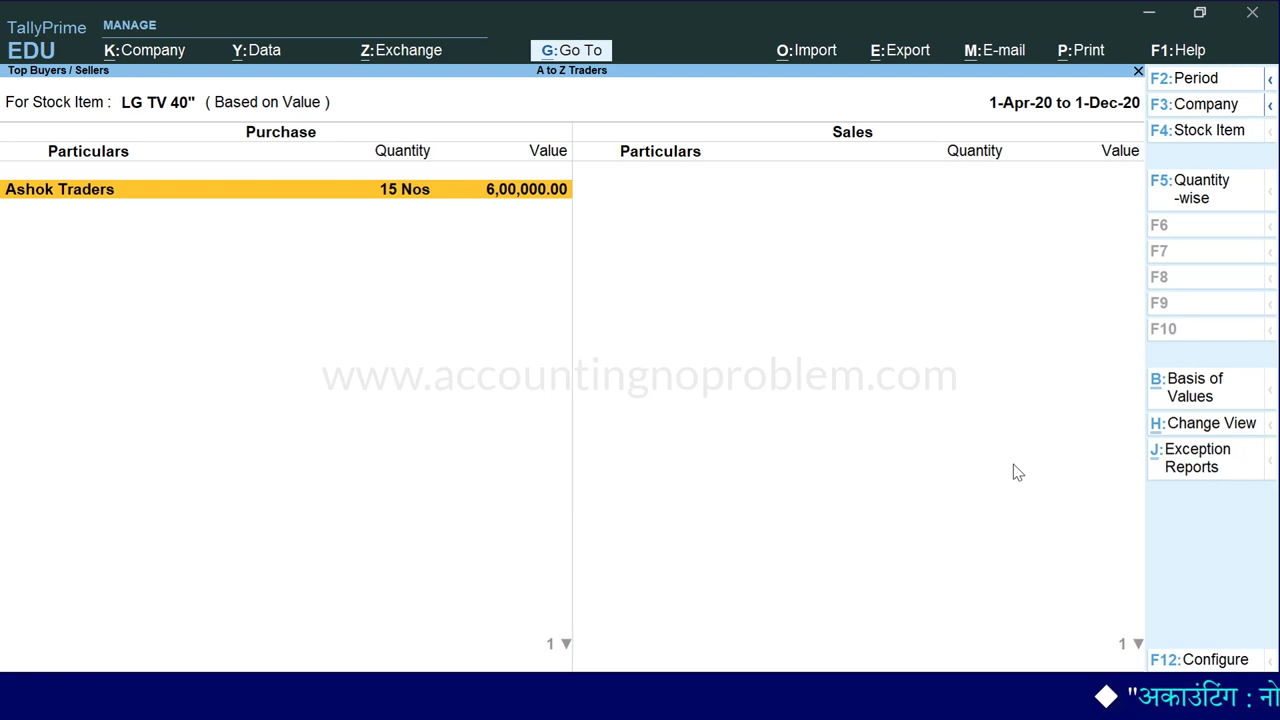 TallyPrime
MANAGE
EDU
K:Company Y:Data Z:Exchange G:Go To O:Import E:Export M:E-mail P:Print F1:Help
Top Buyers / Sellers A to Z Traders
For Stock Item : LG TV 40" ( Based on Value ) 1-Apr-20 to 1-Dec-20
Purchase Sales
Particulars Quantity Value Particulars Quantity Value
Ashok Traders 15 Nos 6,00,000.00
www.accountingnoproblem.com
1 1
F2:Period
F3:Company
F4:Stock Item
F5:Quantity
-wise
F6
F7
F8
F9
F10
B:Basis of
Values
H:Change View
J:Exception
Reports
F12:Configure
"अकाउंटिंग : नो